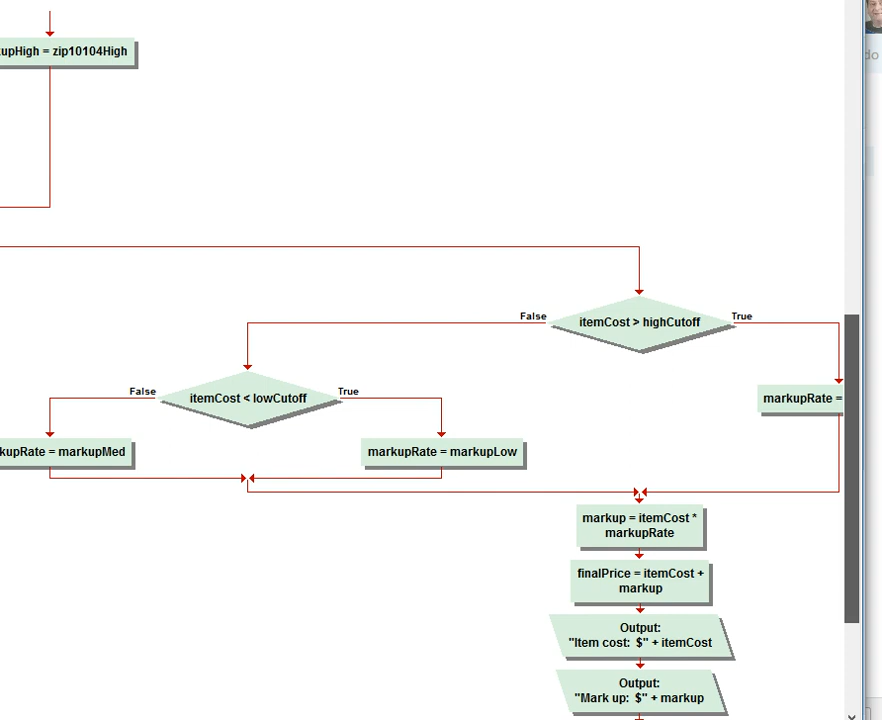 upHigh = zip10104High
do
itemCost > highCutoff
False
True
itemCost < lowCutoff
False
True
markupRate =
kupRate = markupMed
markupRate = markupLow
markup = itemCost *
markupRate
finalPrice = itemCost +
markup
Output:
"Item cost:  $" + itemCost
Output:
"Mark up:  $" + markup